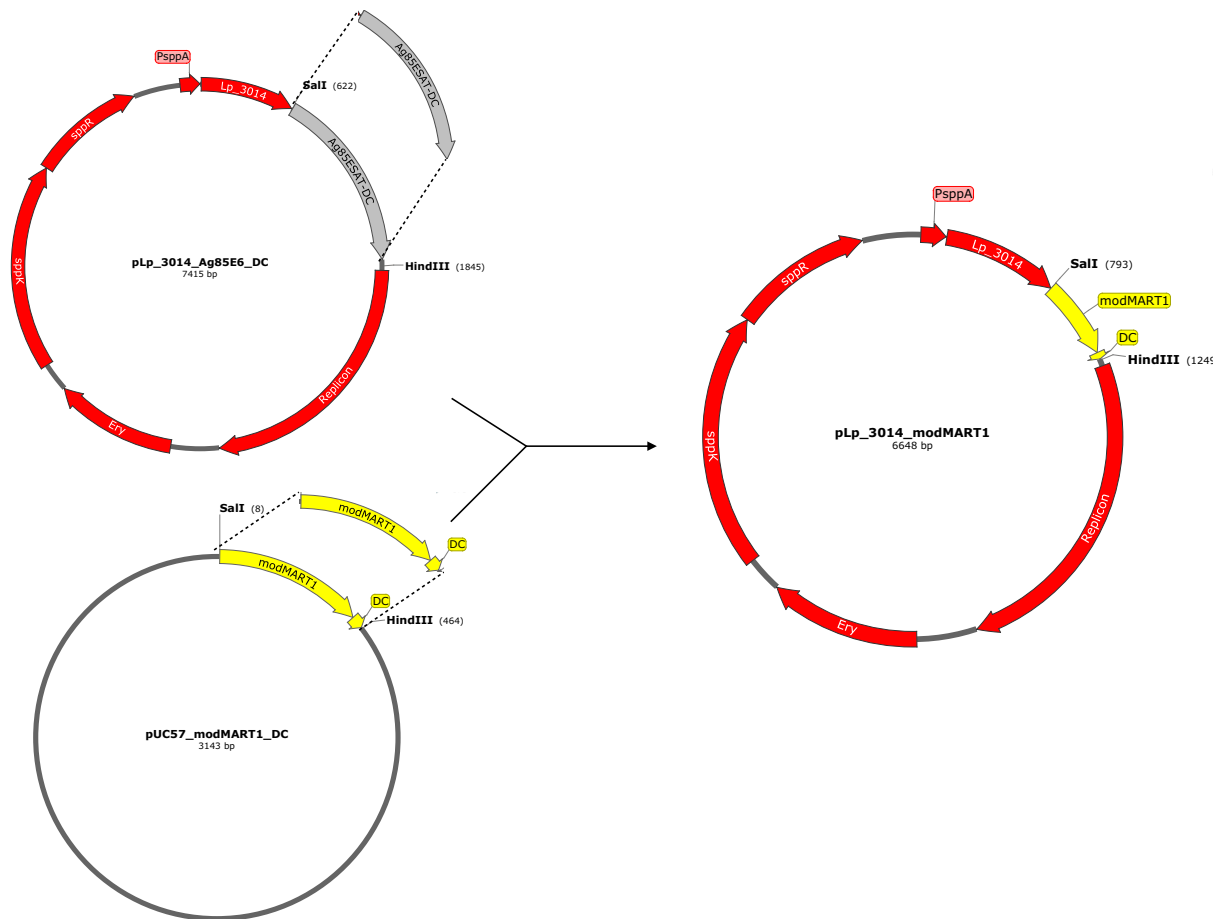 PsppA
Lp_3014
SalI (622)
Ag85ESAT-DC
Ag85ESAT-DC
sppR
sppK
pLp_3014_Ag85E6_DC
7415 bp
HindIII (1845)
Replicon
Ery
SalI (8)
modMART1
DC
modMART1
DC
HindIII (464)
pUC57_modMART1_DC
3143 bp
PsppA
Lp_3014
SalI (793)
modMART1
DC
HindIII (1249
sppR
sppK
pLp_3014_modMART1
6648 bp
Replicon
Ery